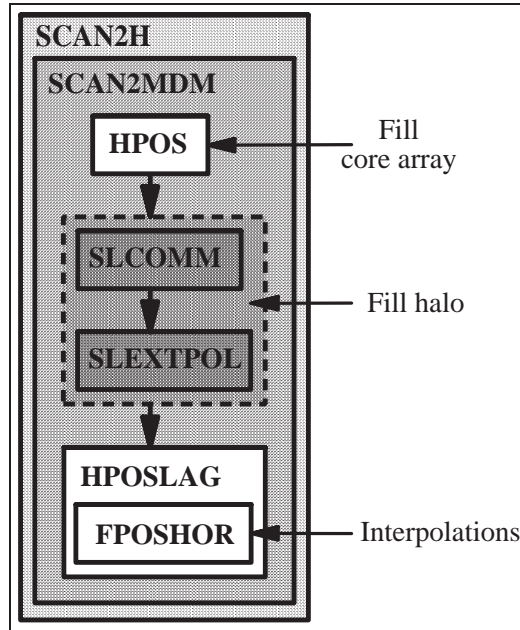 SCAN2H
SCAN2MDM
HPOS
Fill
core array
SLCOMM
Fill halo
SLEXTPOL
HPOSLAG
FPOSHOR
Interpolations